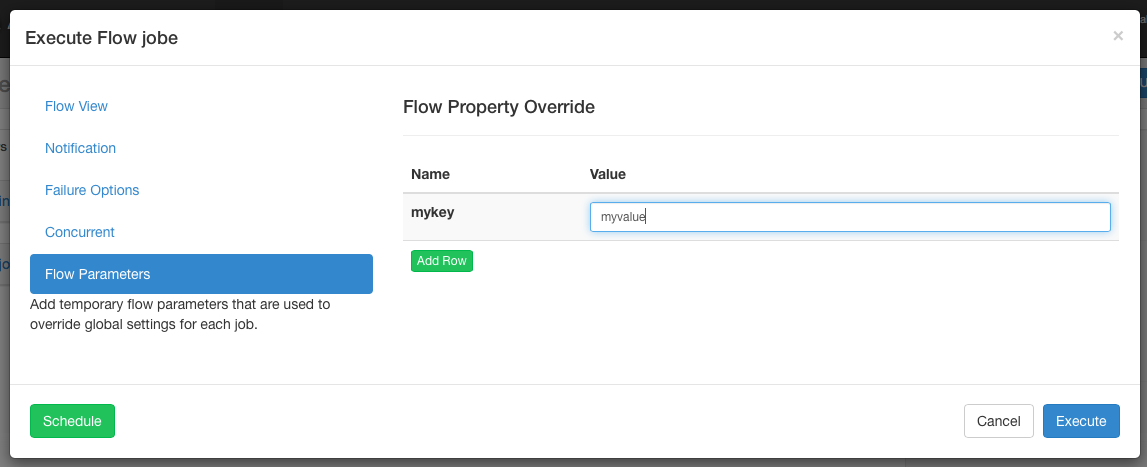 Execute Flow jobe
×
Flow View
Notification
Failure Options
Concurrent
Flow Parameters
Add temporary flow parameters that are used to
override global settings for each job.
Flow Property Override
Name Value
mykey myvalue
Add Row
Schedule
Cancel Execute